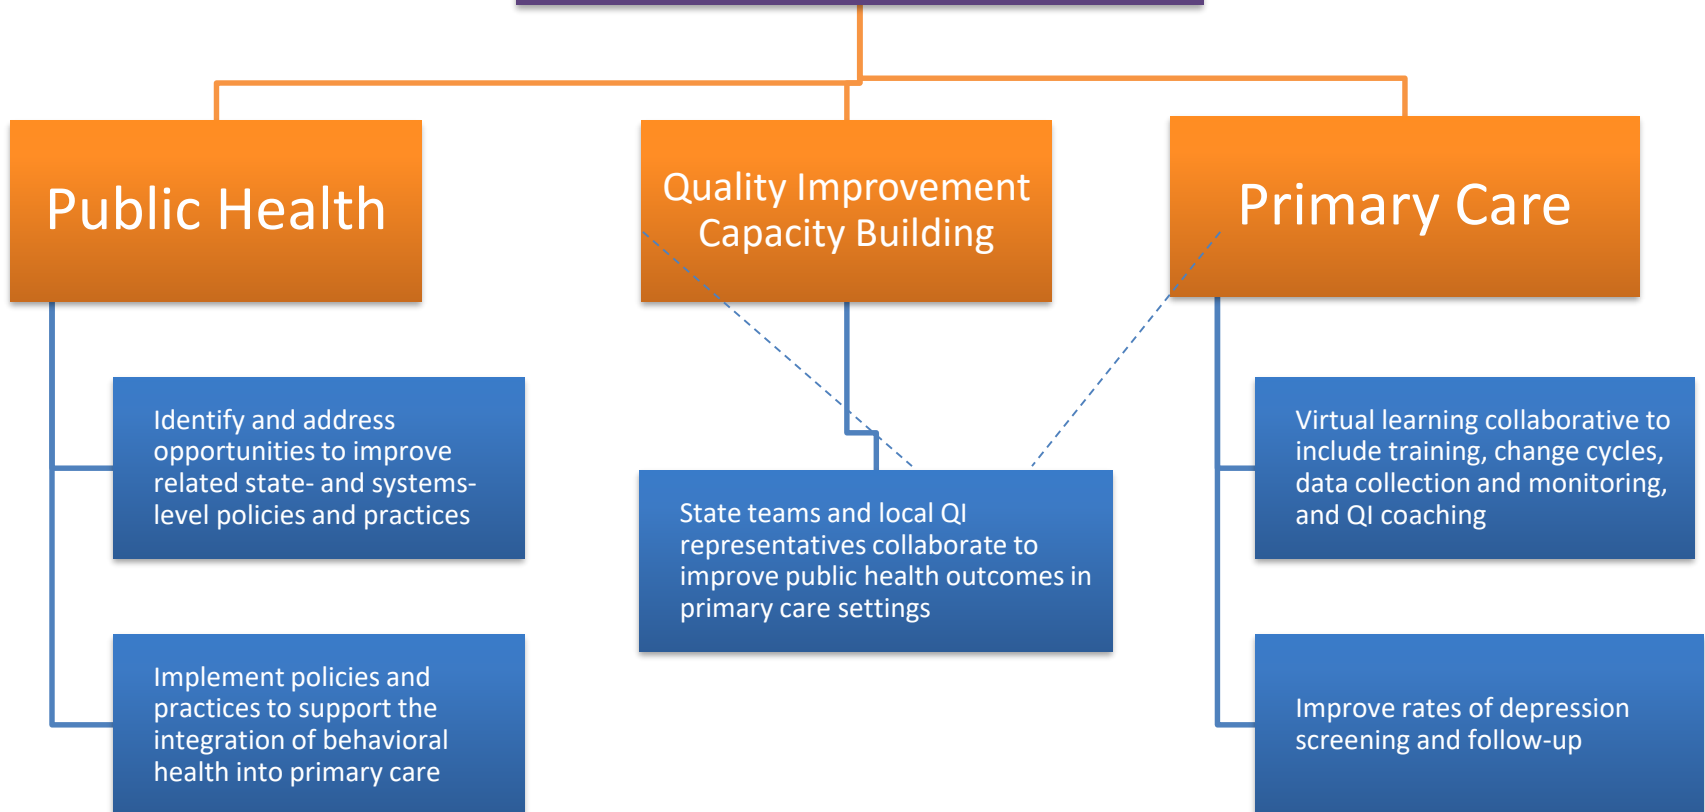 Public Health
Quality Improvement
Capacity Building
Primary Care
Identify and address
opportunities to improve
related state- and systems-
level policies and practices
Implement policies and
practices to support the
integration of behavioral
health into primary care
State teams and local QI
representatives collaborate to
improve public health outcomes in
primary care settings
Virtual learning collaborative to
include training, change cycles,
data collection and monitoring,
and QI coaching
Improve rates of depression
screening and follow-up